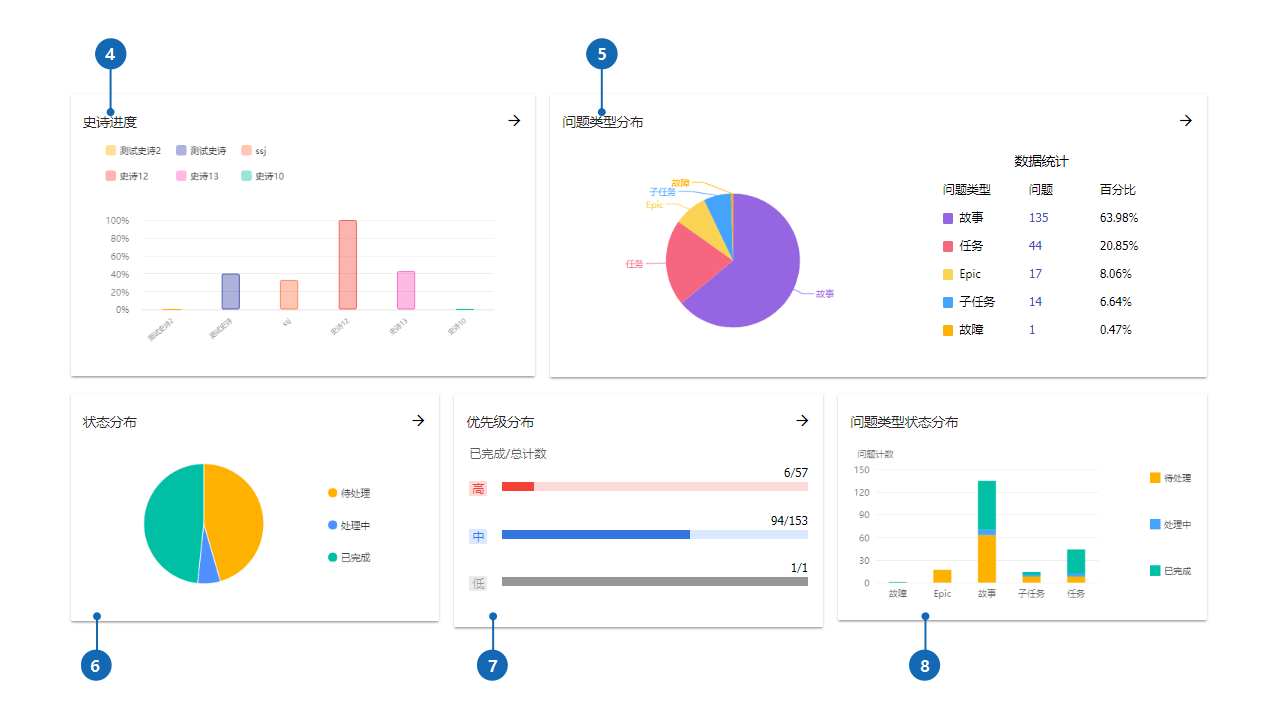 4
5
史诗进度
测试史诗2 测试史诗 ssj
史诗12 史诗13 史诗10
100%
80%
60%
40%
20%
0%
测试史诗2 测试史诗 ssj 史诗12 史诗13 史诗10
问题类型分布
故障
子任务
Epic
任务
故事
数据统计
问题类型 问题 百分比
故事 135 63.98%
任务 44 20.85%
Epic 17 8.06%
子任务 14 6.64%
故障 1 0.47%
状态分布
待处理
处理中
已完成
优先级分布
已完成/总计数
6/57
高
94/153
中
1/1
低
问题类型状态分布
问题计数
150
120
90
60
30
0
故障 Epic 故事 子任务 任务
待处理
处理中
已完成
6
7
8